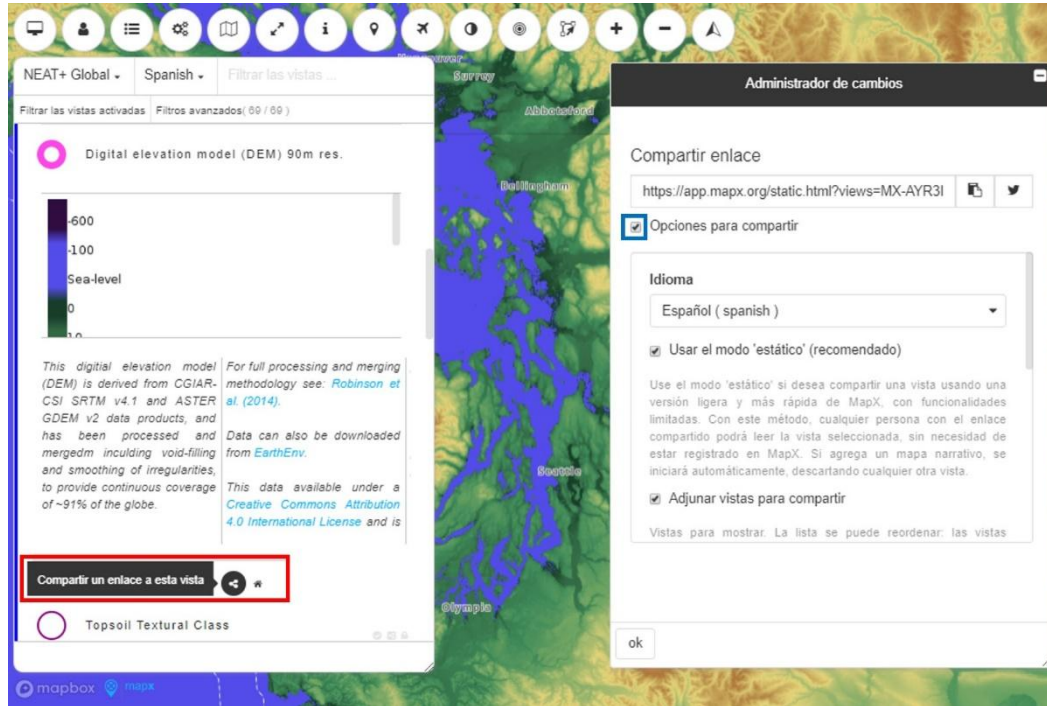 Vancouver
Surrey
Abbotsford
Bellingham
Seattle
Olympia
NEAT+ Global
Spanish
Filtrar las vistas ...
Filtrar las vistas activadas
Filtros avanzados( 69 / 69 )
Digital elevation model (DEM) 90m res.
-600
-100
Sea-level
0
10
This digitial elevation model
(DEM) is derived from CGIAR-
CSI SRTM v4.1 and ASTER
GDEM v2 data products, and
has been processed and
mergedm inculding void-filling
and smoothing of irregularities,
to provide continuous coverage
of ~91% of the globe.
For full processing and merging
methodology see: Robinson et
al. (2014).
Data can also be downloaded
from EarthEnv.
This data available under a
Creative Commons Attribution
4.0 International License and is
Compartir un enlace a esta vista
Topsoil Textural Class
mapbox
mapx
Administrador de cambios
Compartir enlace
https://app.mapx.org/static.html?views=MX-AYR3I
Opciones para compartir
Idioma
Español ( spanish )
Usar el modo 'estático' (recomendado)
Use el modo 'estático' si desea compartir una vista usando una
versión ligera y más rápida de MapX, con funcionalidades
limitadas. Con este método, cualquier persona con el enlace
compartido podrá leer la vista seleccionada, sin necesidad de
estar registrado en MapX. Si agrega un mapa narrativo, se
iniciará automáticamente, descartando cualquier otra vista.
Adjunar vistas para compartir
Vistas para mostrar. La lista se puede reordenar: las vistas
ok